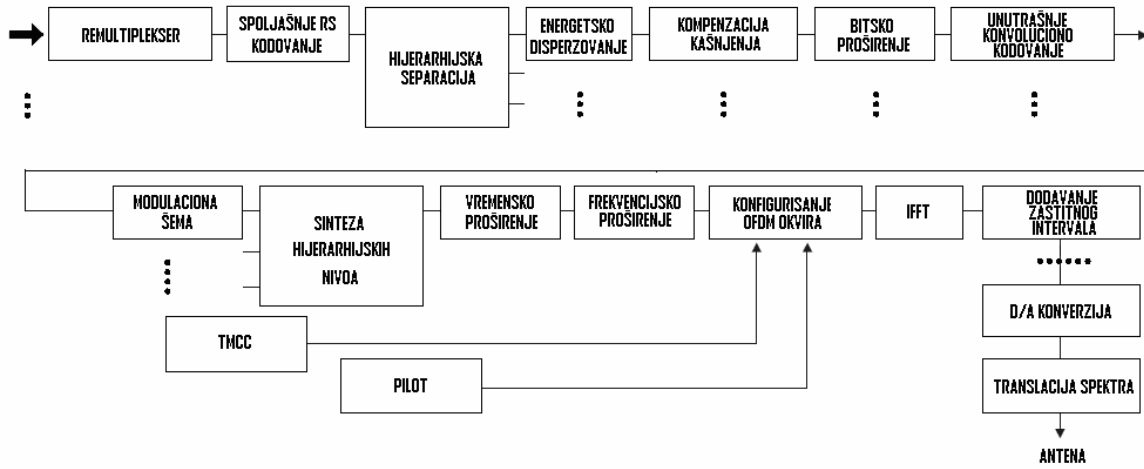 REMULTIPLEKSER
SPOLJAŠNJE RS
KODOVANJE
HIJERARHIJSKA
SEPARACIJA
ENERGETSKO
DISPERZOVANJE
KOMPENZACIJA
KAŠNJENJA
BITSKO
PROŠIRENJE
UNUTRAŠNJE
KONVOLUCIONO
KODOVANJE
MODULACIONA
ŠEMA
SINTEZA
HIJERARHIJSKIH
NIVOA
VREMENSKO
PROŠIRENJE
FREKVENCIJSKO
PROŠIRENJE
KONFIGURISANJE
OFDM OKVIRA
IFFT
DODAVANJE
ZASTITNOG
INTERVALA
TMCC
PILOT
D/A KONVERZIJA
TRANSLACIJA SPEKTRA
ANTENA